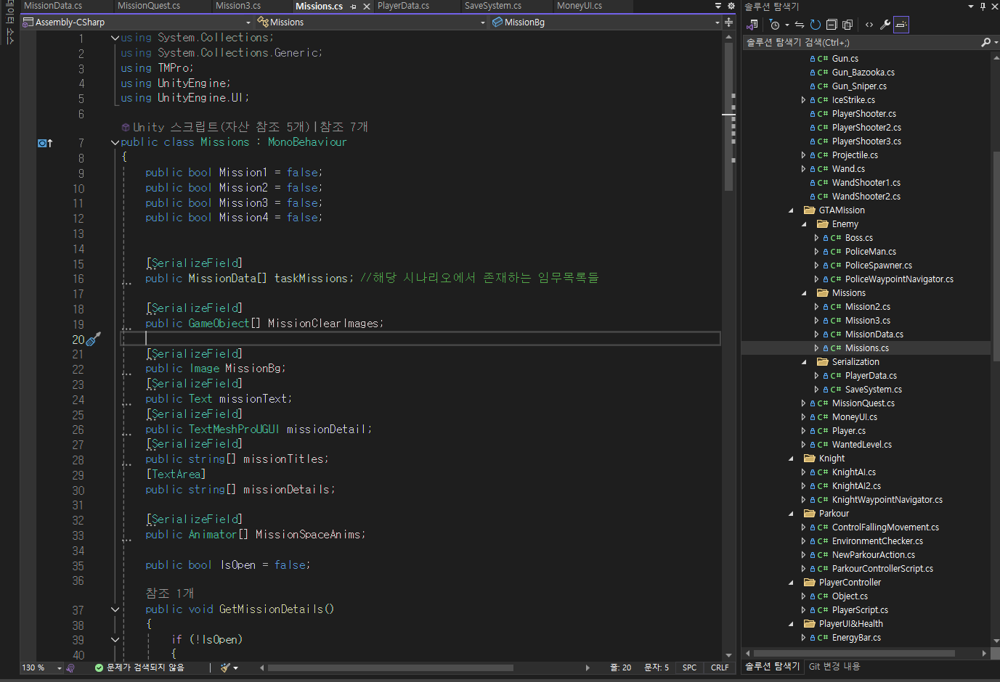 데이터 소스
MissionData.cs
MissionQuest.cs
Mission3.cs
Missions.cs
PlayerData.cs
SaveSystem.cs
MoneyUI.cs
Assembly-CSharp
Missions
MissionBg
1 using System.Collections;
2 using System.Collections.Generic;
3 using TMPro;
4 using UnityEngine;
5 using UnityEngine.UI;
6
Unity 스크립트(자산 참조 5개)|참조 7개
7 public class Missions : MonoBehaviour
8 {
9 public bool Mission1 = false;
10 public bool Mission2 = false;
11 public bool Mission3 = false;
12 public bool Mission4 = false;
13
14
15 [SerializeField]
16 public MissionData[] taskMissions; //해당 시나리오에서 존재하는 임무목록들
17
18 [SerializeField]
19 public GameObject[] MissionClearImages;
20
21 [SerializeField]
22 public Image MissionBg;
23 [SerializeField]
24 public Text missionText;
25 [SerializeField]
26 public TextMeshProUGUI missionDetail;
27 [SerializeField]
28 public string[] missionTitles;
29 [TextArea]
30 public string[] missionDetails;
31
32 [SerializeField]
33 public Animator[] MissionSpaceAnims;
34
35 public bool IsOpen = false;
36
참조 1개
37 public void GetMissionDetails()
38 {
39 if (!IsOpen)
40 {
130 %
문제가 검색되지 않음
줄: 20
문자: 5
SPC
CRLF
솔루션 탐색기
솔루션 탐색기 검색(Ctrl+;)
C# Gun.cs
C# Gun_Bazooka.cs
C# Gun_Sniper.cs
C# IceStrike.cs
C# PlayerShooter.cs
C# PlayerShooter2.cs
C# PlayerShooter3.cs
C# Projectile.cs
C# Wand.cs
C# WandShooter1.cs
C# WandShooter2.cs
GTAMission
Enemy
C# Boss.cs
C# PoliceMan.cs
C# PoliceSpawner.cs
C# PoliceWaypointNavigator.cs
Missions
C# Mission2.cs
C# Mission3.cs
C# MissionData.cs
C# Missions.cs
Serialization
C# PlayerData.cs
C# SaveSystem.cs
C# MissionQuest.cs
C# MoneyUI.cs
C# Player.cs
C# WantedLevel.cs
Knight
C# KnightAI.cs
C# KnightAI2.cs
C# KnightWaypointNavigator.cs
Parkour
C# ControlFallingMovement.cs
C# EnvironmentChecker.cs
C# NewParkourAction.cs
C# ParkourControllerScript.cs
PlayerController
C# Object.cs
C# PlayerScript.cs
PlayerUI&Health
C# EnergyBar.cs
솔루션 탐색기
Git 변경 내용